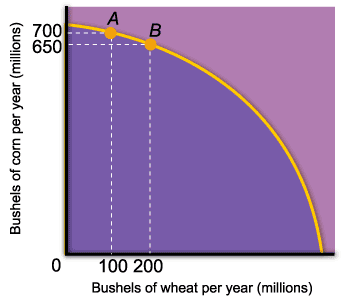 Bushels of corn per year (millions)
700
650
A
B
0
100 200
Bushels of wheat per year (millions)